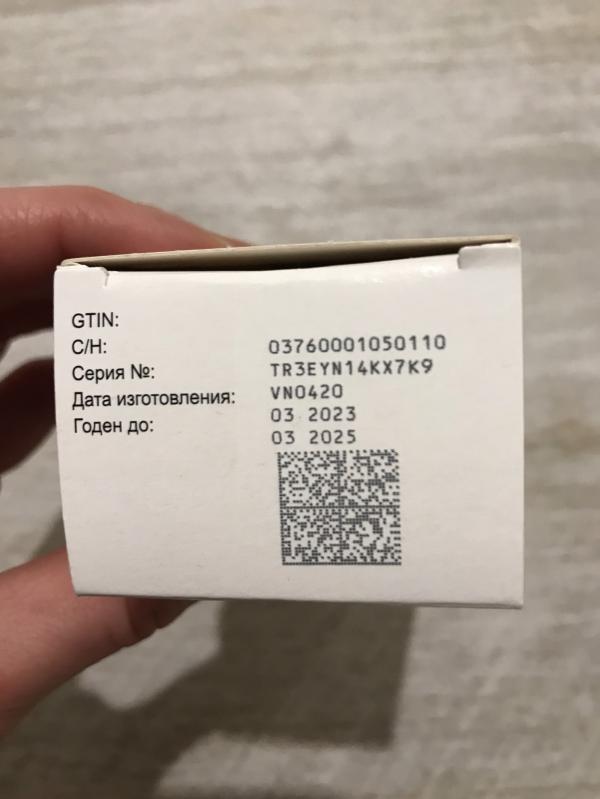 GTIN:
С/Н: 03760001050110
Серия №: TR3EYN14KX7K9
Дата изготовления: VN0420
Годен до: 03 2023
03 2025